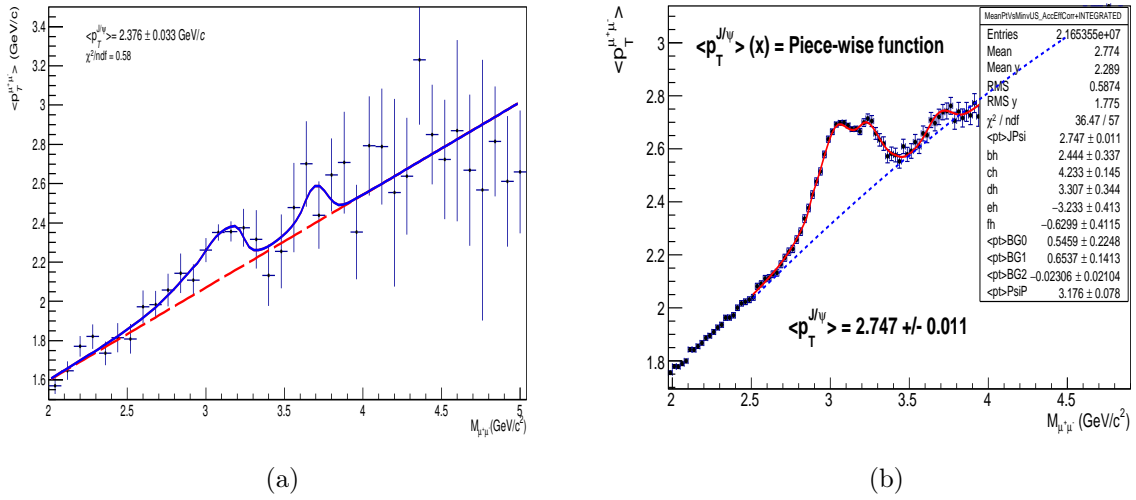 <p_T^{J/ψ}>= 2.376 ± 0.033 GeV/c
χ²/ndf = 0.58
<p_T^{μ⁺μ⁻}> (GeV/c)
3.4
3.2
3
2.8
2.6
2.4
2.2
2
1.8
1.6
2 2.5 3 3.5 4 4.5 5
M_{μ⁺μ⁻}(GeV/c²)
(a)
<p_T^{μ⁺μ⁻}>
<p_T^{J/ψ}> (x) = Piece-wise function
MeanPtVsMinvUS_AccEffCorr+INTEGRATED
Entries 2.165355e+07
Mean 2.774
Mean y 2.289
RMS 0.5874
RMS y 1.775
χ² / ndf 36.47 / 57
<pt>JPsi 2.747 ± 0.011
bh 2.444 ± 0.337
ch 4.233 ± 0.145
dh 3.307 ± 0.344
eh −3.233 ± 0.413
fh −0.6299 ± 0.4115
<pt>BG0 0.5459 ± 0.2248
<pt>BG1 0.6537 ± 0.1413
<pt>BG2 −0.02306 ± 0.02104
<pt>PsiP 3.176 ± 0.078
3
2.8
2.6
2.4
2.2
2
1.8
<p_T^{J/ψ}> = 2.747 +/- 0.011
2 2.5 3 3.5 4 4.5
M_{μ⁺μ⁻}(GeV/c²)
(b)